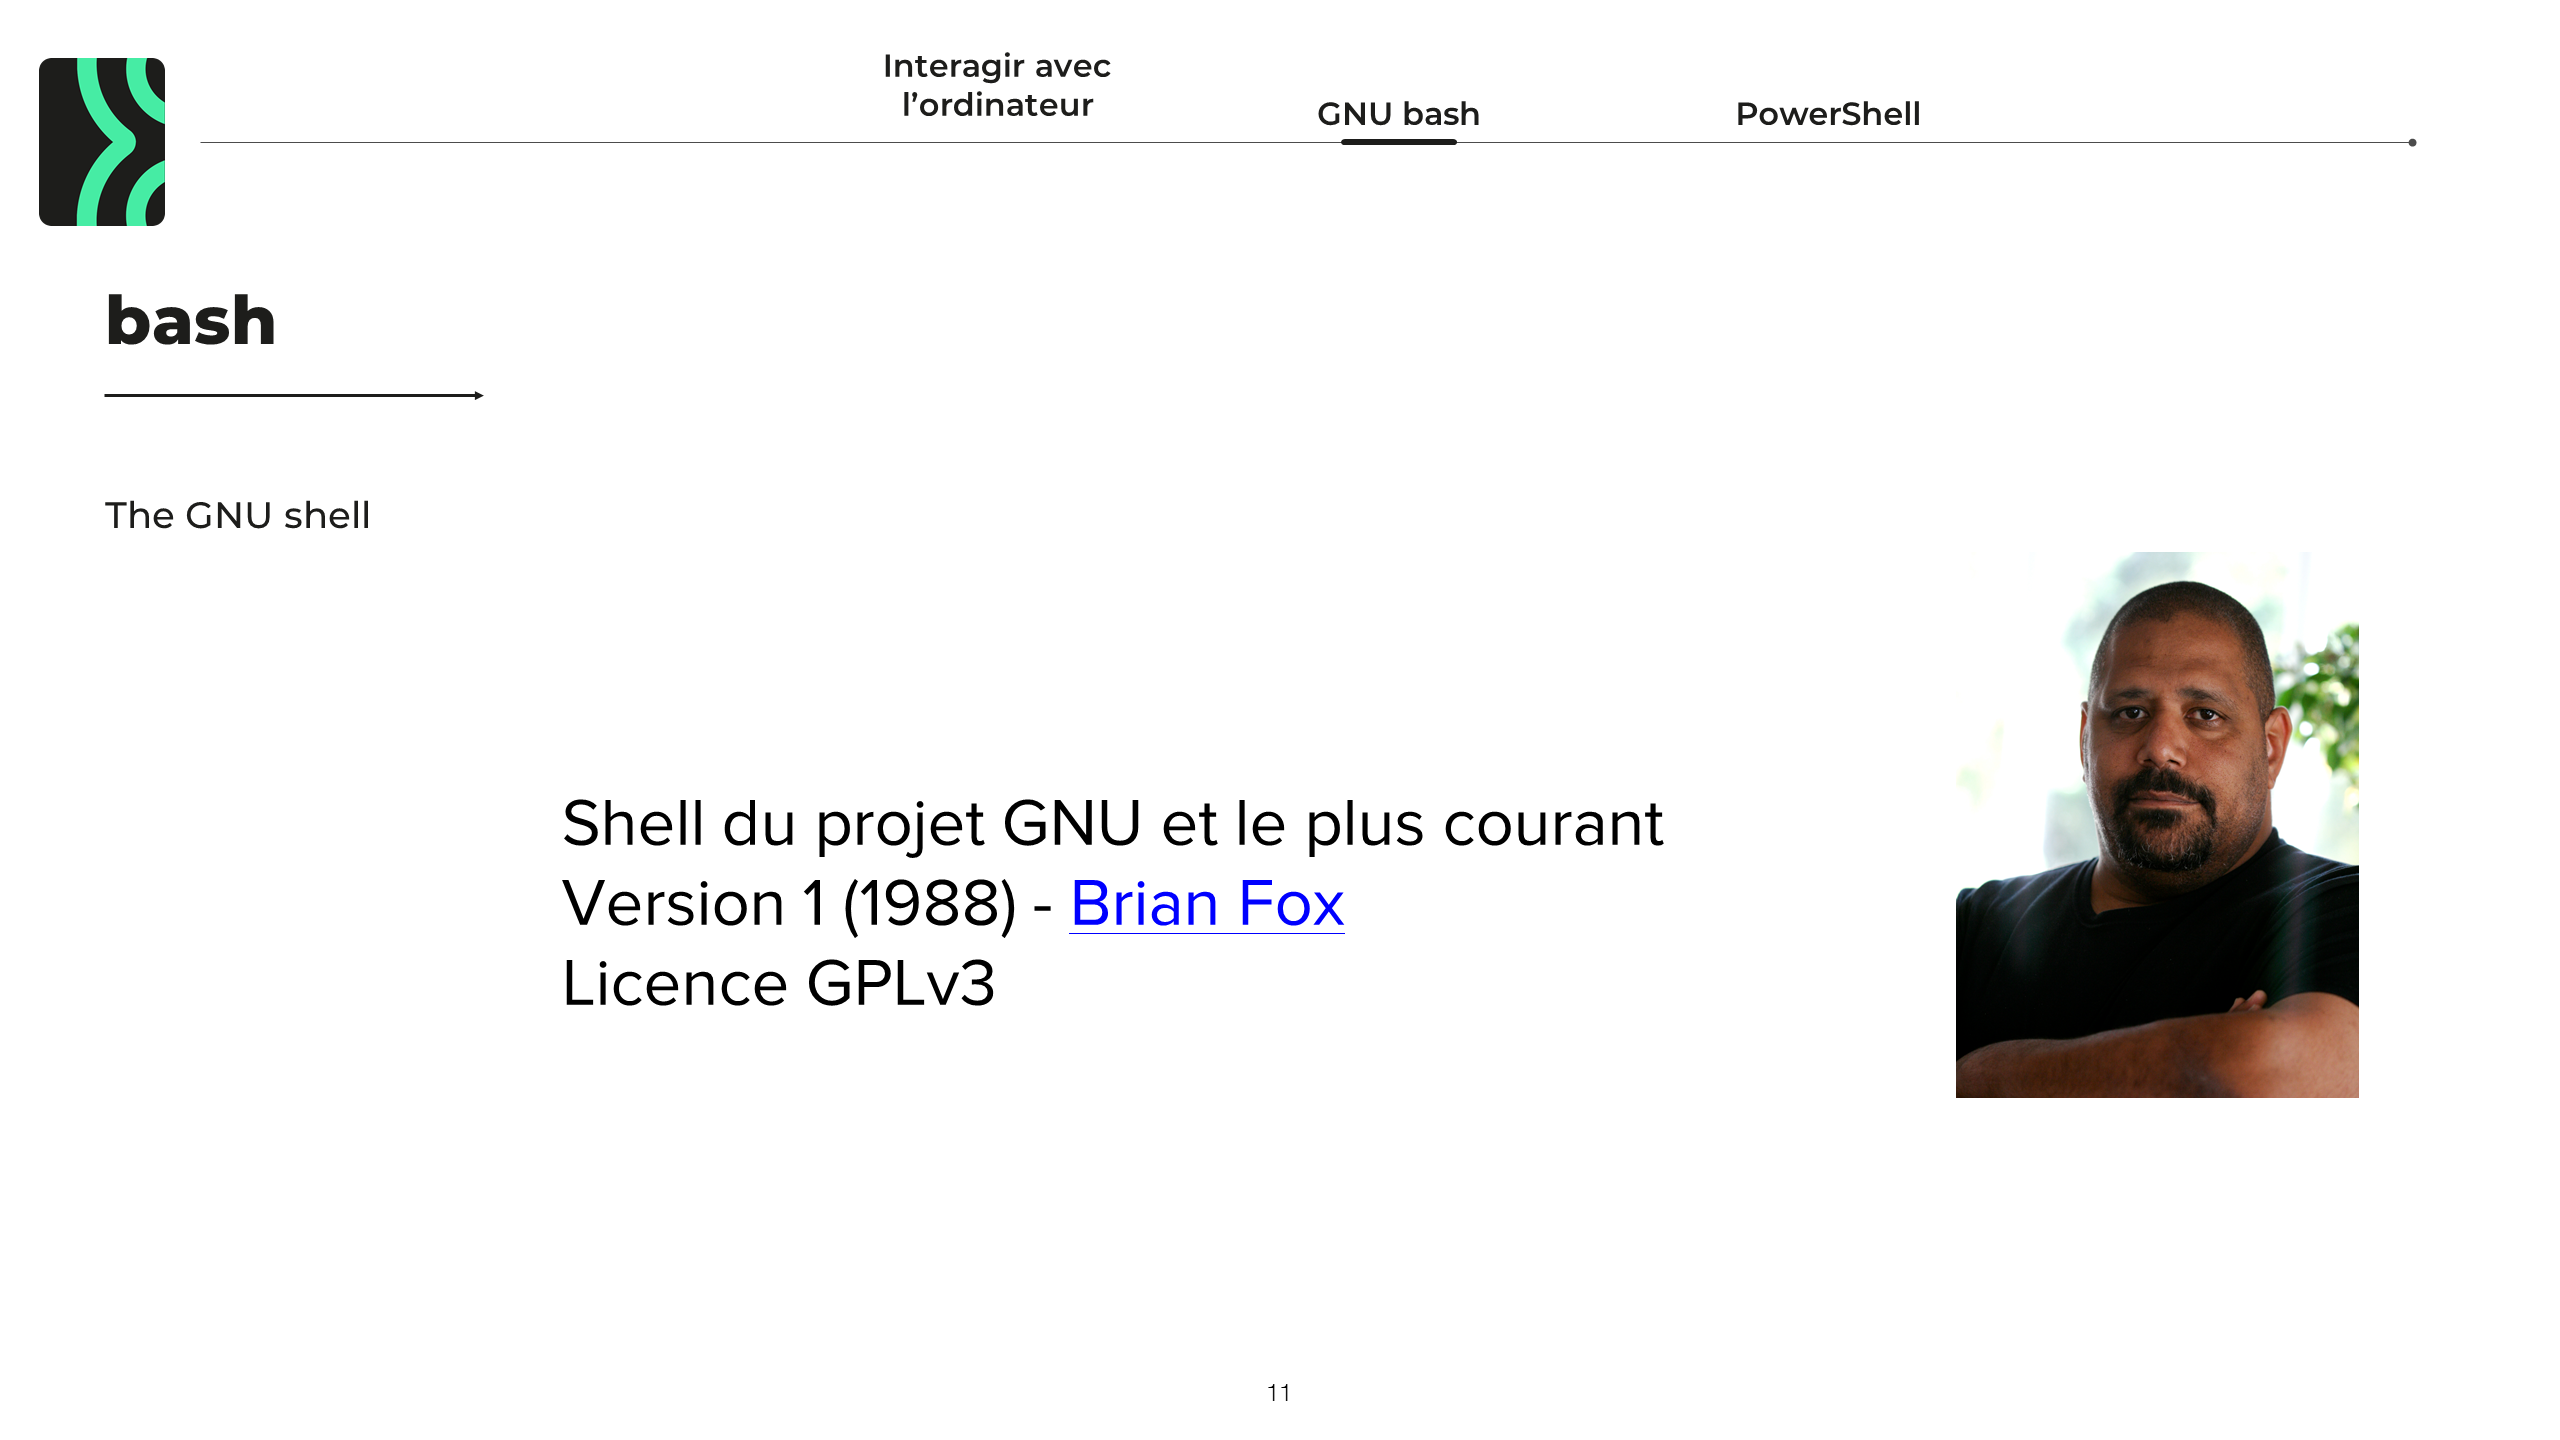 Interagir avec
l’ordinateur
GNU bash
PowerShell
bash
The GNU shell
Shell du projet GNU et le plus courant
Version 1 (1988) - Brian Fox
Licence GPLv3
11